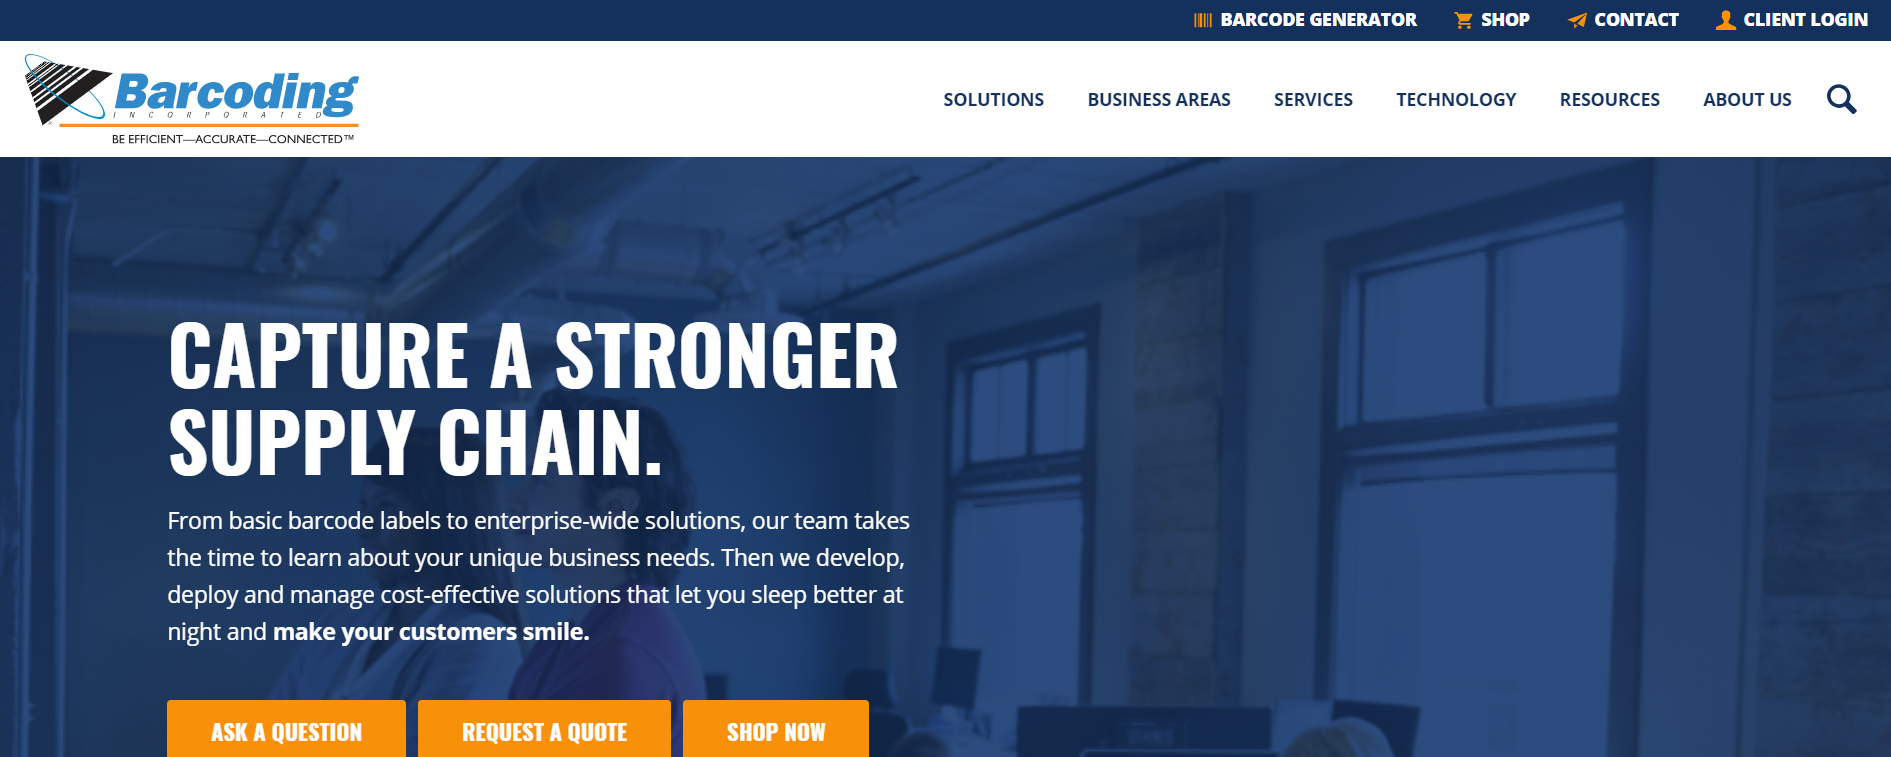 BARCODE GENERATOR SHOP CONTACT CLIENT LOGIN
Barcoding
INCORPORATED
BE EFFICIENT—ACCURATE—CONNECTED™
SOLUTIONS BUSINESS AREAS SERVICES TECHNOLOGY RESOURCES ABOUT US
CAPTURE A STRONGER
SUPPLY CHAIN.
From basic barcode labels to enterprise-wide solutions, our team takes
the time to learn about your unique business needs. Then we develop,
deploy and manage cost-effective solutions that let you sleep better at
night and make your customers smile.
ASK A QUESTION REQUEST A QUOTE SHOP NOW